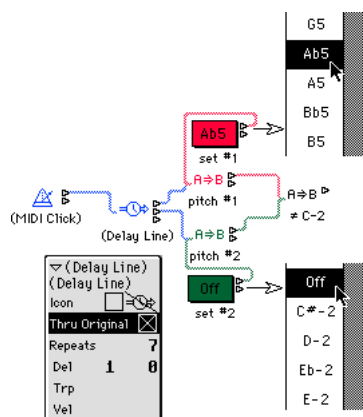 G5
Ab5
A5
Bb5
B5
Ab5
set #1
A⇒B
pitch #1
A⇒B
≠ C-2
(MIDI Click)
(Delay Line)
A⇒B
pitch #2
Off
set #2
Off
C#-2
D-2
Eb-2
E-2
▽(Delay Line)
(Delay Line)
Icon
Thru Original
Repeats 7
Del 1 0
Trp
Vel